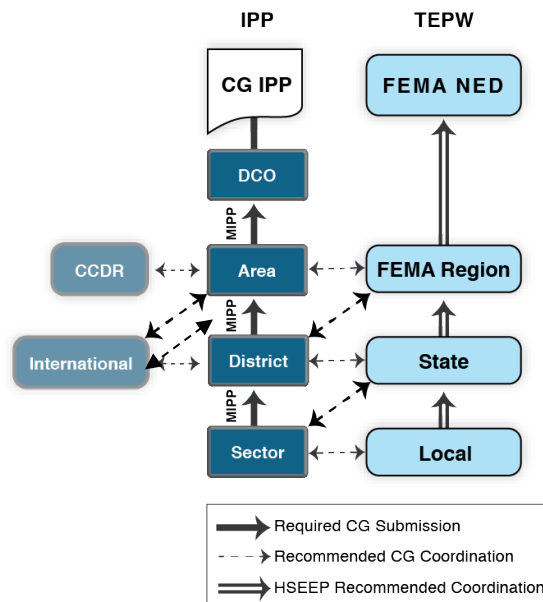 IPP
TEPW
CG IPP
FEMA NED
DCO
MIPP
CCDR
Area
FEMA Region
MIPP
International
District
State
MIPP
Sector
Local
Required CG Submission
Recommended CG Coordination
HSEEP Recommended Coordination